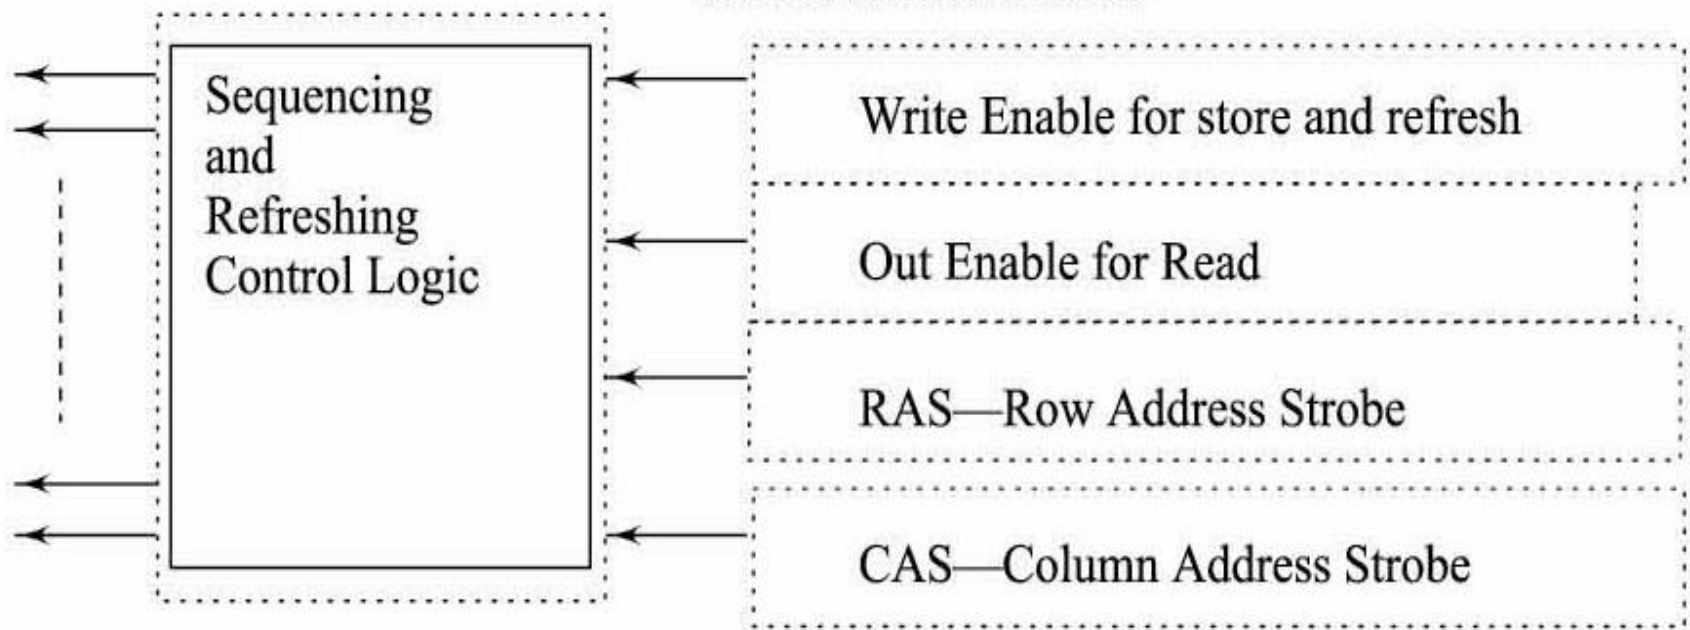 Sequencing
and
Refreshing
Control Logic
Write Enable for store and refresh
Out Enable for Read
RAS—Row Address Strobe
CAS—Column Address Strobe